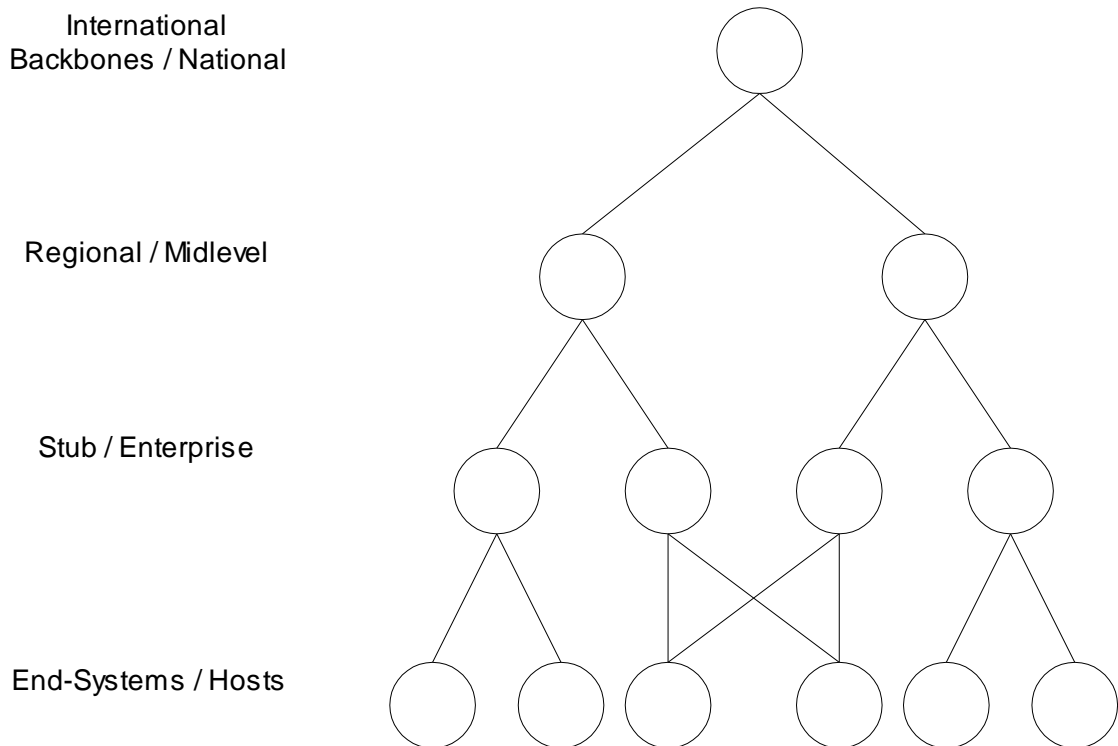 International
Backbones / National
Regional / Midlevel
Stub / Enterprise
End-Systems / Hosts